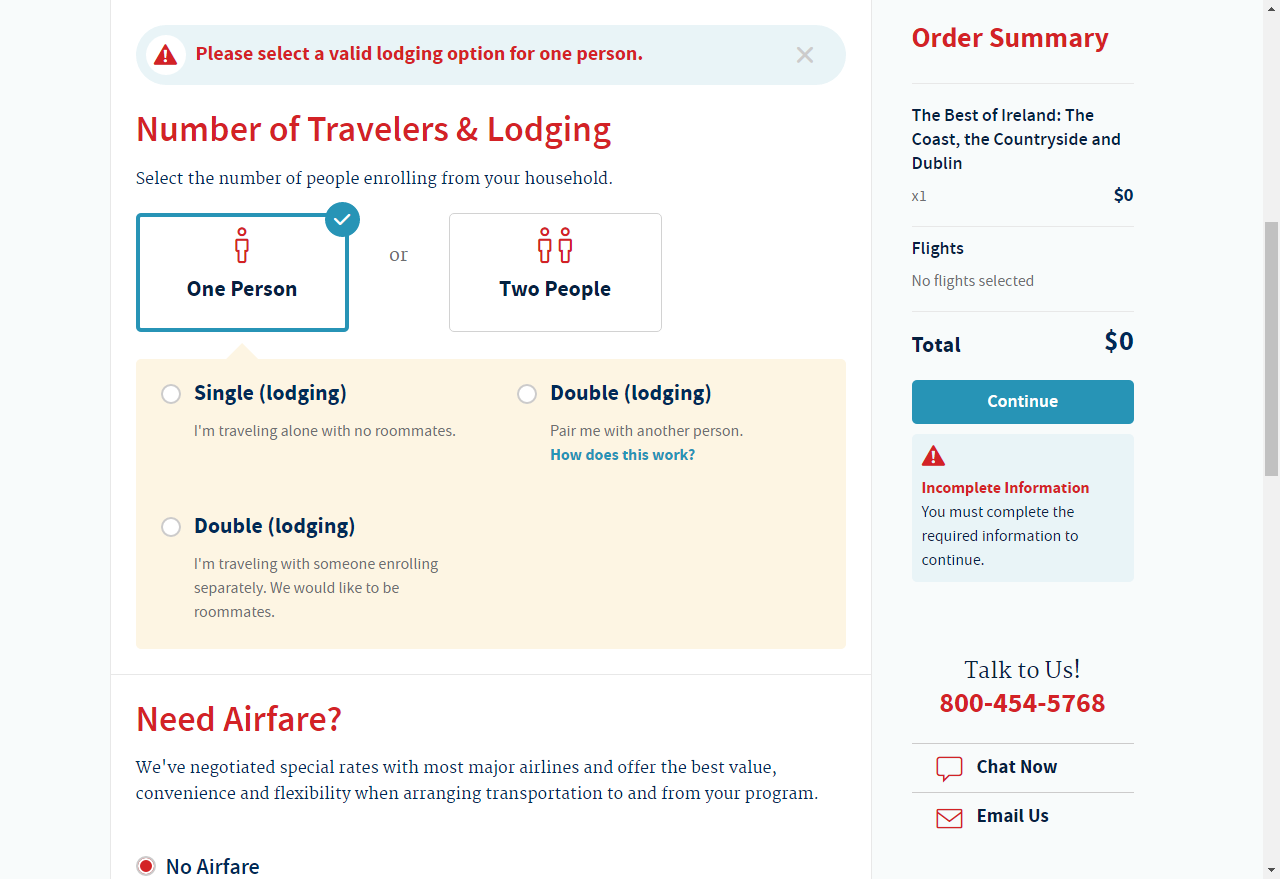 Please select a valid lodging option for one person.
Number of Travelers & Lodging
Select the number of people enrolling from your household.
One Person
or
Two People
Single (lodging)
I'm traveling alone with no roommates.
Double (lodging)
Pair me with another person.
How does this work?
Double (lodging)
I'm traveling with someone enrolling
separately. We would like to be
roommates.
Need Airfare?
We've negotiated special rates with most major airlines and offer the best value,
convenience and flexibility when arranging transportation to and from your program.
No Airfare
Order Summary
The Best of Ireland: The
Coast, the Countryside and
Dublin
x1 $0
Flights
No flights selected
Total $0
Continue
Incomplete Information
You must complete the
required information to
continue.
Talk to Us!
800-454-5768
Chat Now
Email Us